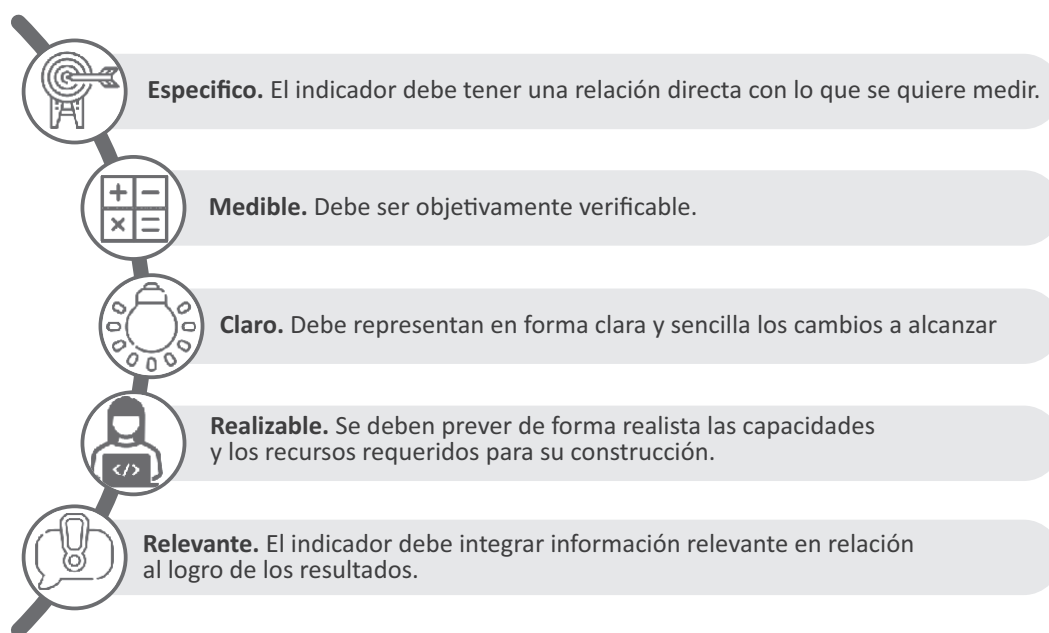 Especifico. El indicador debe tener una relación directa con lo que se quiere medir.
Medible. Debe ser objetivamente verificable.
Claro. Debe representan en forma clara y sencilla los cambios a alcanzar
Realizable. Se deben prever de forma realista las capacidades
y los recursos requeridos para su construcción.
Relevante. El indicador debe integrar información relevante en relación
al logro de los resultados.